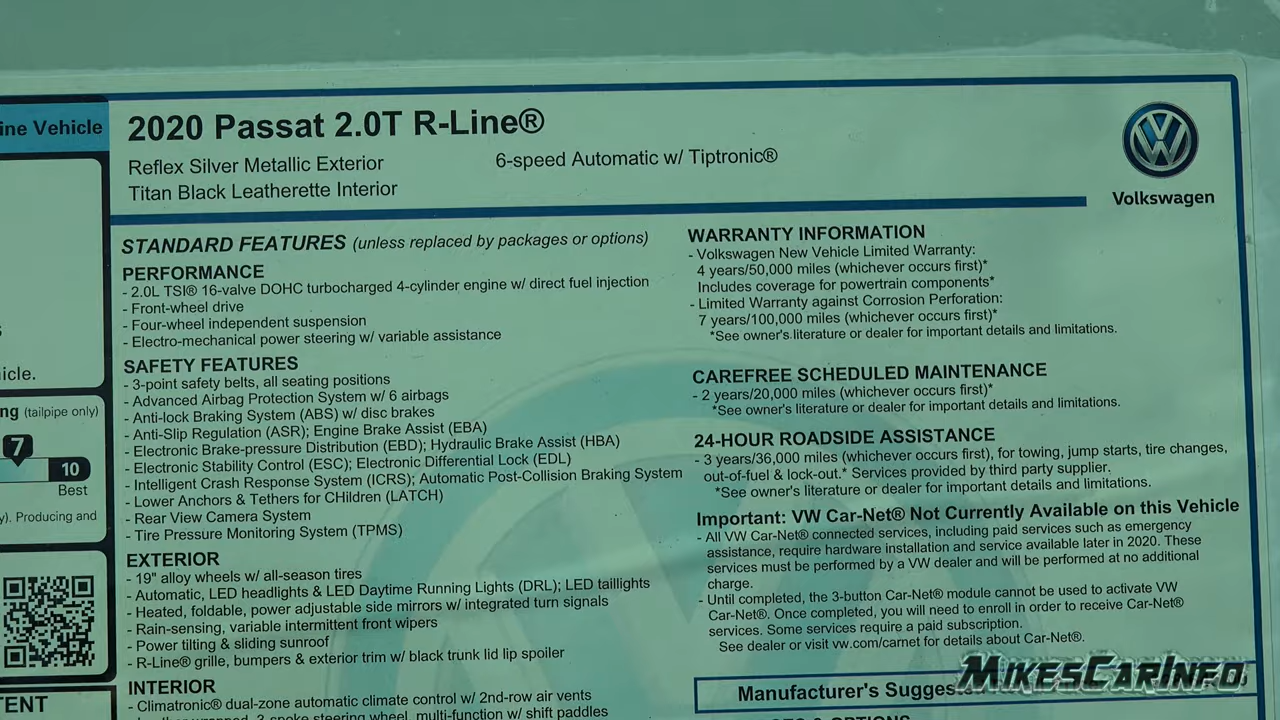 ine Vehicle
2020 Passat 2.0T R-Line®
Reflex Silver Metallic Exterior
6-speed Automatic w/ Tiptronic®
Titan Black Leatherette Interior
Volkswagen
STANDARD FEATURES (unless replaced by packages or options)
PERFORMANCE
- 2.0L TSI® 16-valve DOHC turbocharged 4-cylinder engine w/ direct fuel injection
- Front-wheel drive
- Four-wheel independent suspension
- Electro-mechanical power steering w/ variable assistance
SAFETY FEATURES
- 3-point safety belts, all seating positions
- Advanced Airbag Protection System w/ 6 airbags
- Anti-lock Braking System (ABS) w/ disc brakes
- Anti-Slip Regulation (ASR); Engine Brake Assist (EBA)
- Electronic Brake-pressure Distribution (EBD); Hydraulic Brake Assist (HBA)
- Electronic Stability Control (ESC); Electronic Differential Lock (EDL)
- Intelligent Crash Response System (ICRS); Automatic Post-Collision Braking System
- Lower Anchors & Tethers for CHildren (LATCH)
- Rear View Camera System
- Tire Pressure Monitoring System (TPMS)
EXTERIOR
- 19" alloy wheels w/ all-season tires
- Automatic, LED headlights & LED Daytime Running Lights (DRL); LED taillights
- Heated, foldable, power adjustable side mirrors w/ integrated turn signals
- Rain-sensing, variable intermittent front wipers
- Power tilting & sliding sunroof
- R-Line® grille, bumpers & exterior trim w/ black trunk lid lip spoiler
INTERIOR
- Climatronic® dual-zone automatic climate control w/ 2nd-row air vents
3-spoke steering wheel, multi-function w/ shift paddles
WARRANTY INFORMATION
- Volkswagen New Vehicle Limited Warranty:
4 years/50,000 miles (whichever occurs first)*
Includes coverage for powertrain components*
- Limited Warranty against Corrosion Perforation:
7 years/100,000 miles (whichever occurs first)*
*See owner's literature or dealer for important details and limitations.
CAREFREE SCHEDULED MAINTENANCE
- 2 years/20,000 miles (whichever occurs first)*
*See owner's literature or dealer for important details and limitations.
24-HOUR ROADSIDE ASSISTANCE
- 3 years/36,000 miles (whichever occurs first), for towing, jump starts, tire changes,
out-of-fuel & lock-out.* Services provided by third party supplier.
*See owner's literature or dealer for important details and limitations.
Important: VW Car-Net® Not Currently Available on this Vehicle
- All VW Car-Net® connected services, including paid services such as emergency
assistance, require hardware installation and service available later in 2020. These
services must be performed by a VW dealer and will be performed at no additional
charge.
- Until completed, the 3-button Car-Net® module cannot be used to activate VW
Car-Net®. Once completed, you will need to enroll in order to receive Car-Net®
services. Some services require a paid subscription.
See dealer or visit vw.com/carnet for details about Car-Net®.
Manufacturer's Sugges
MIKESCARINFO
icle.
ng (tailpipe only)
7
10
Best
y). Producing and
TENT